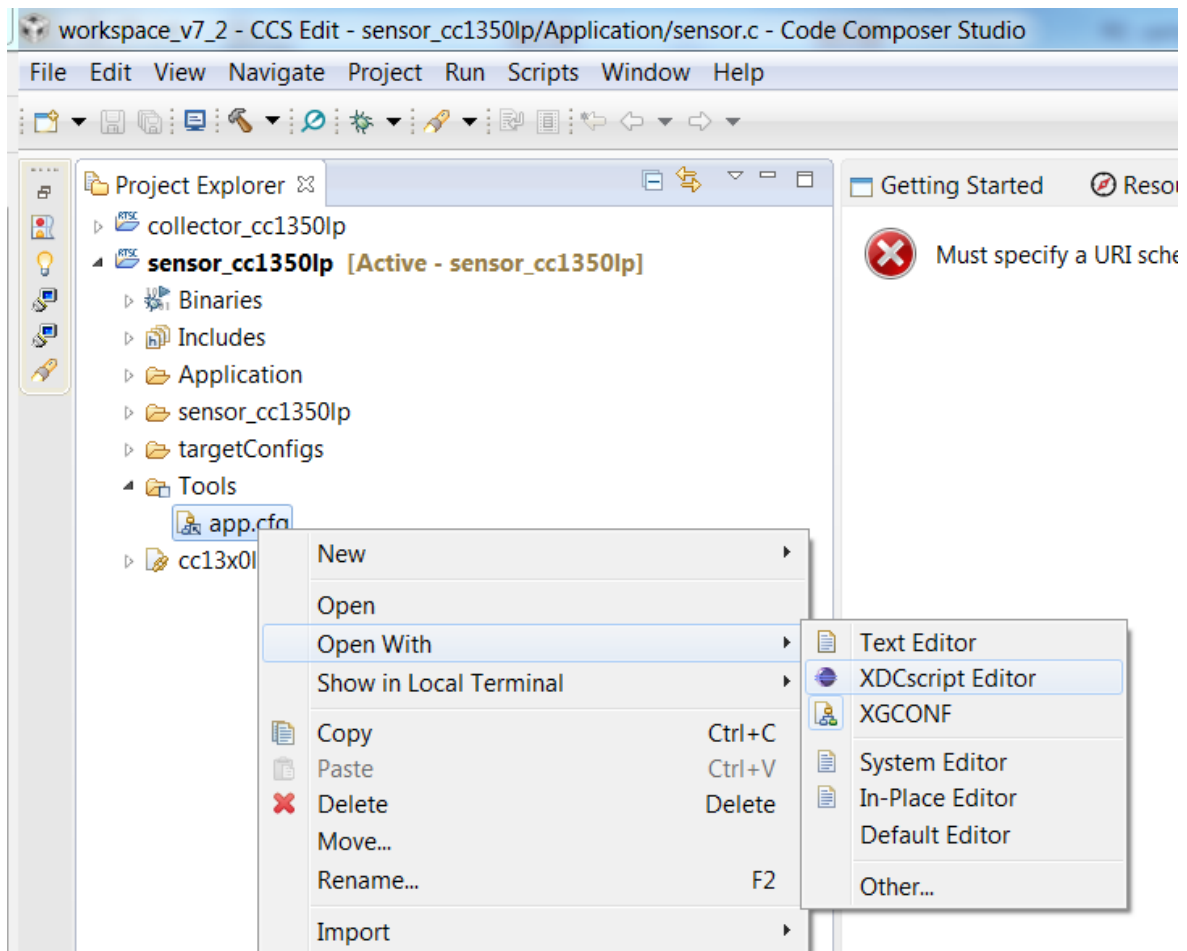 workspace_v7_2 - CCS Edit - sensor_cc1350lp/Application/sensor.c - Code Composer Studio
File Edit View Navigate Project Run Scripts Window Help
Project Explorer
Getting Started
RTSC collector_cc1350lp
RTSC sensor_cc1350lp [Active - sensor_cc1350lp]
Must specify a URI
Binaries
Includes
Application
sensor_cc1350lp
targetConfigs
Tools
app.cfg
cc13x0l
New
Open
Open With
Show in Local Terminal
Copy Ctrl+C
Paste Ctrl+V
Delete Delete
Move...
Rename... F2
Import
Text Editor
XDCscript Editor
XGCONF
System Editor
In-Place Editor
Default Editor
Other...